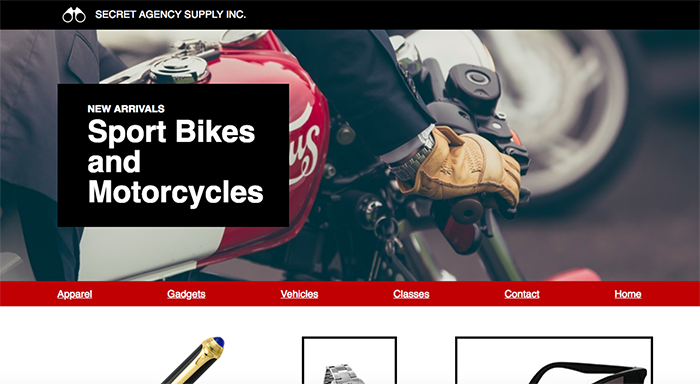 SECRET AGENCY SUPPLY INC.
NEW ARRIVALS
Sport Bikes
and
Motorcycles
Apparel Gadgets Vehicles Classes Contact Home